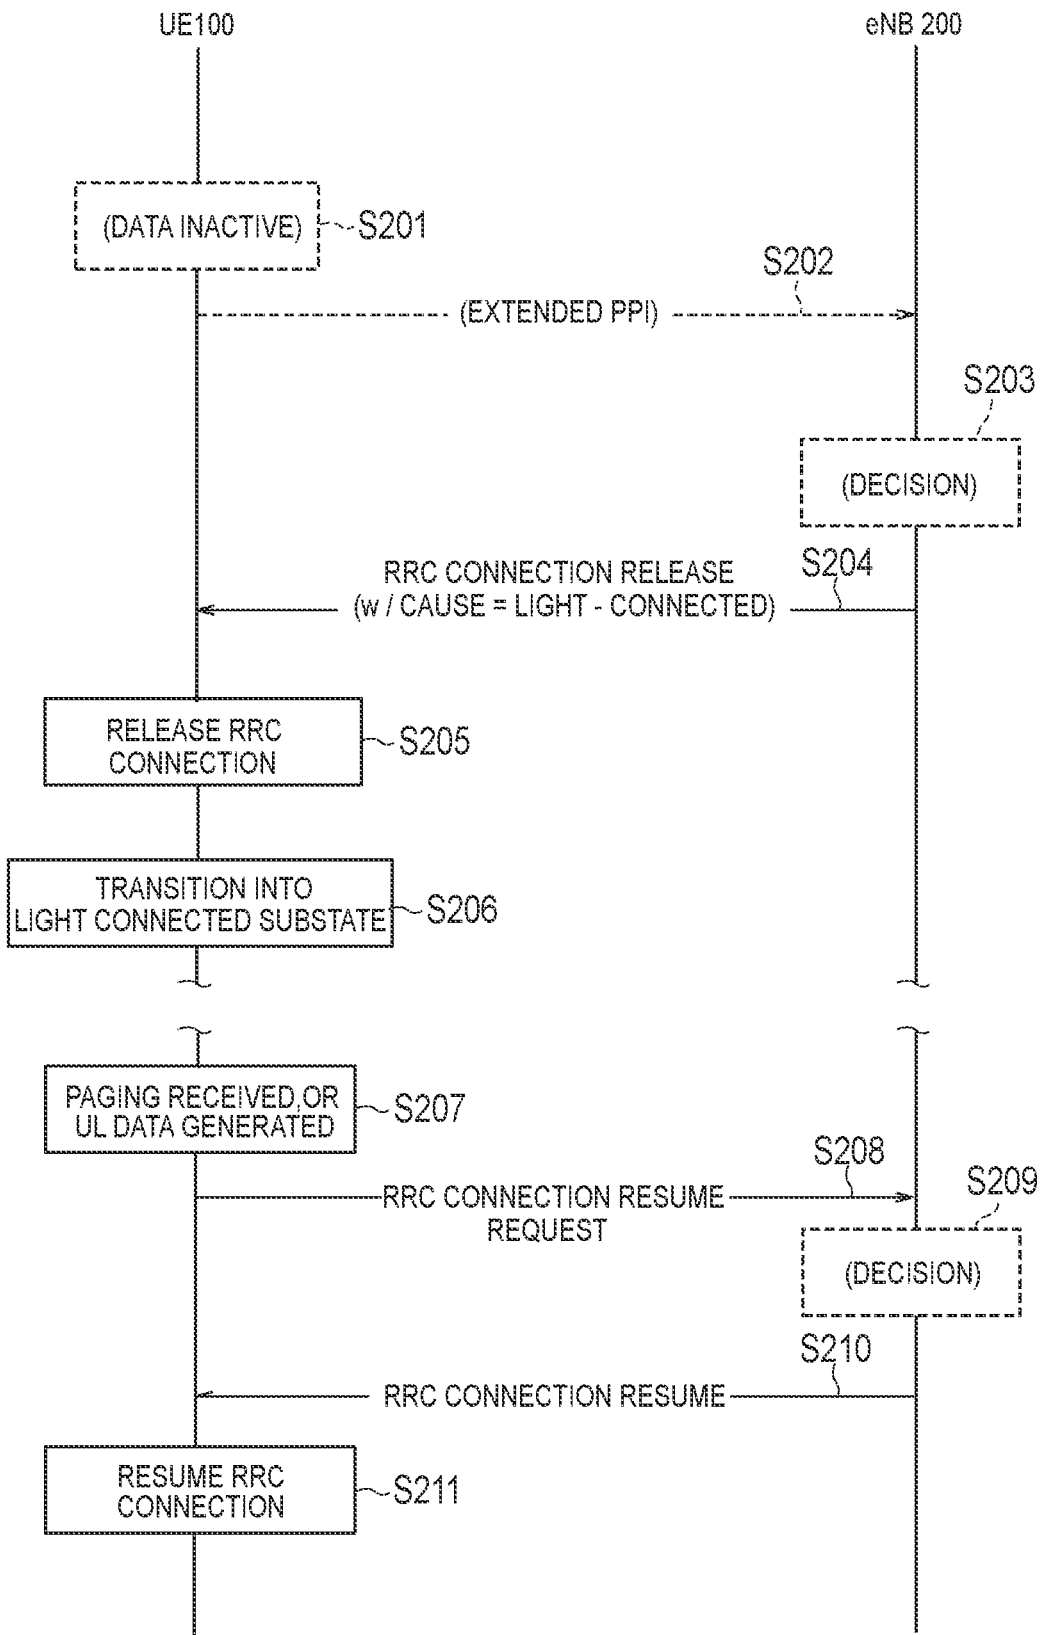 UE100
eNB 200
(DATA INACTIVE)
S201
S202
(EXTENDED PPI)
S203
(DECISION)
S204
RRC CONNECTION RELEASE
(w / CAUSE = LIGHT - CONNECTED)
RELEASE RRC
CONNECTION
S205
TRANSITION INTO
LIGHT CONNECTED SUBSTATE
S206
PAGING RECEIVED,OR
UL DATA GENERATED
S207
S208
RRC CONNECTION RESUME
REQUEST
S209
(DECISION)
S210
RRC CONNECTION RESUME
RESUME RRC
CONNECTION
S211